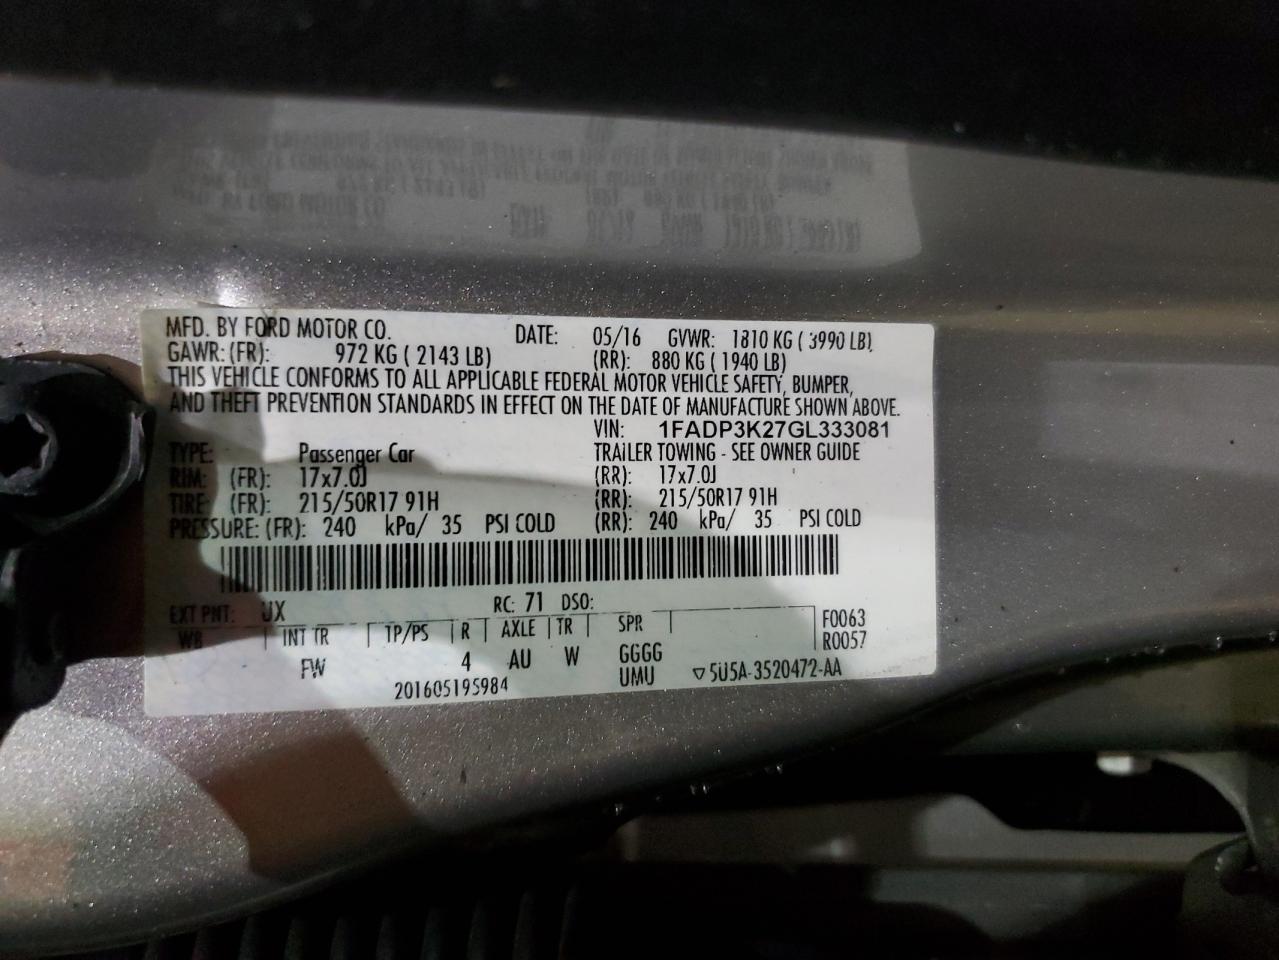 MFD. BY FORD MOTOR CO. DATE: 05/16 GVWR: 1810 KG ( 3990 LB)
GAWR: (FR): 972 KG ( 2143 LB) (RR): 880 KG ( 1940 LB)
THIS VEHICLE CONFORMS TO ALL APPLICABLE FEDERAL MOTOR VEHICLE SAFETY, BUMPER,
AND THEFT PREVENTION STANDARDS IN EFFECT ON THE DATE OF MANUFACTURE SHOWN ABOVE.
VIN: 1FADP3K27GL333081
TYPE: Passenger Car TRAILER TOWING - SEE OWNER GUIDE
RIM: (FR): 17x7.0J (RR): 17x7.0J
TIRE: (FR): 215/50R17 91H (RR): 215/50R17 91H
PRESSURE: (FR): 240 kPa/ 35 PSI COLD (RR): 240 kPa/ 35 PSI COLD
EXT PNT: UX RC: 71 DSO:
WB INT TR TP/PS R AXLE TR SPR F0063
R0057
FW 4 AU W GGGG
UMU ▽5U5A-3520472-AA
201605195984